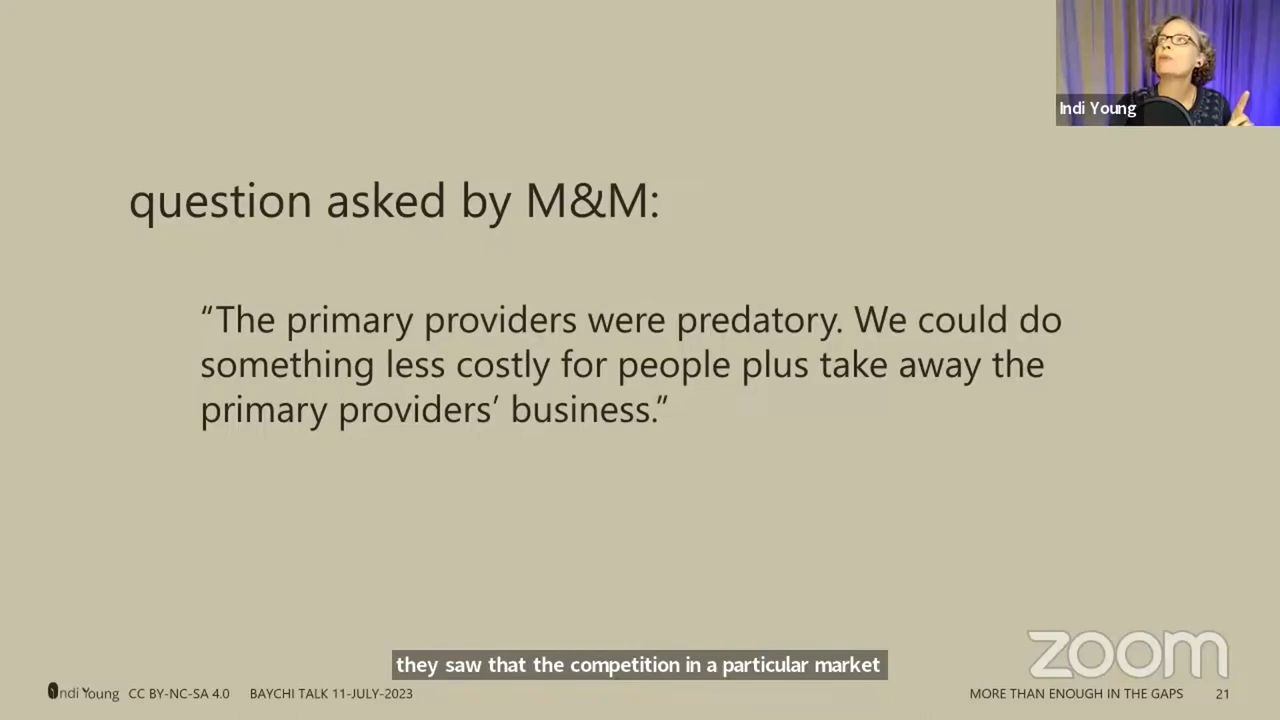 Indi Young
question asked by M&M:
“The primary providers were predatory. We could do
something less costly for people plus take away the
primary providers’ business.”
zoom
they saw that the competition in a particular market
Indi Young CC BY-NC-SA 4.0 BAYCHI TALK 11-JULY-2023 MORE THAN ENOUGH IN THE GAPS 21